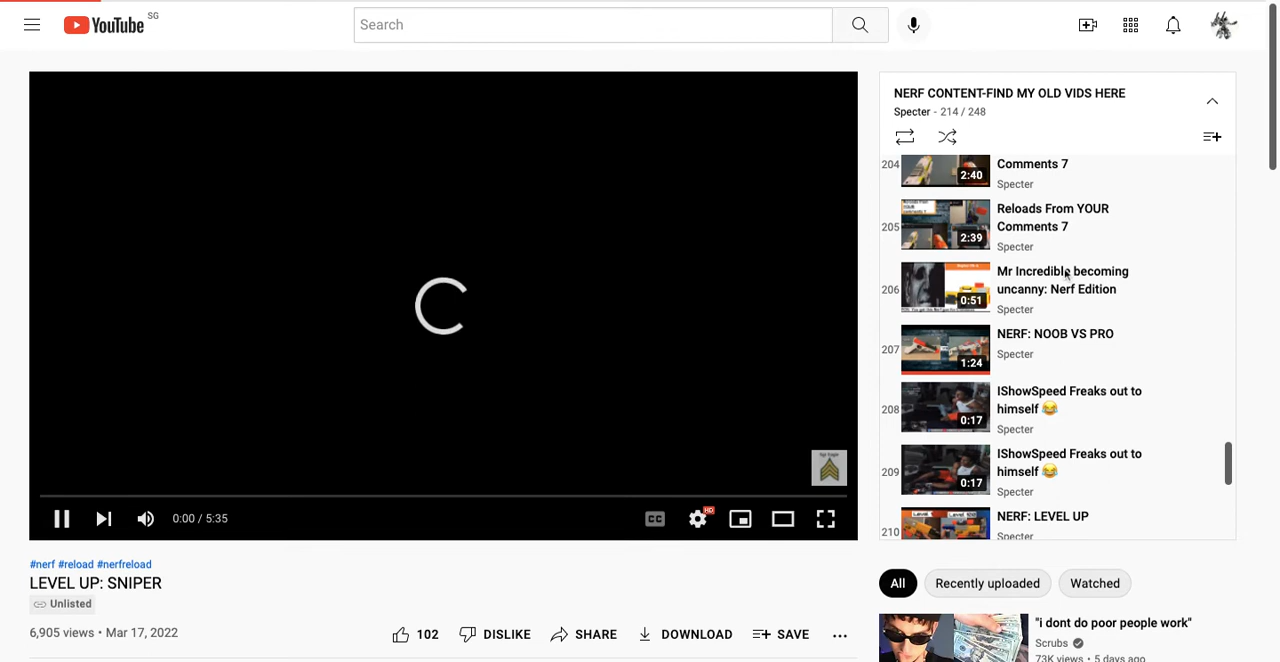 YouTube SG
Search
NERF CONTENT-FIND MY OLD VIDS HERE
Specter - 214 / 248
204
Comments 7
2:40
Specter
205
Reloads From YOUR
Comments 7
2:39
Specter
206
Mr Incredible becoming
uncanny: Nerf Edition
0:51
Specter
207
NERF: NOOB VS PRO
1:24
Specter
208
IShowSpeed Freaks out to
himself 😂
0:17
Specter
209
IShowSpeed Freaks out to
himself 😂
0:17
Specter
210
NERF: LEVEL UP
Specter
0:00 / 5:35
CC
HD
#nerf #reload #nerfreload
LEVEL UP: SNIPER
Unlisted
6,905 views • Mar 17, 2022
102 DISLIKE SHARE DOWNLOAD SAVE ...
All Recently uploaded Watched
"i dont do poor people work"
Scrubs
73K views • 5 days ago